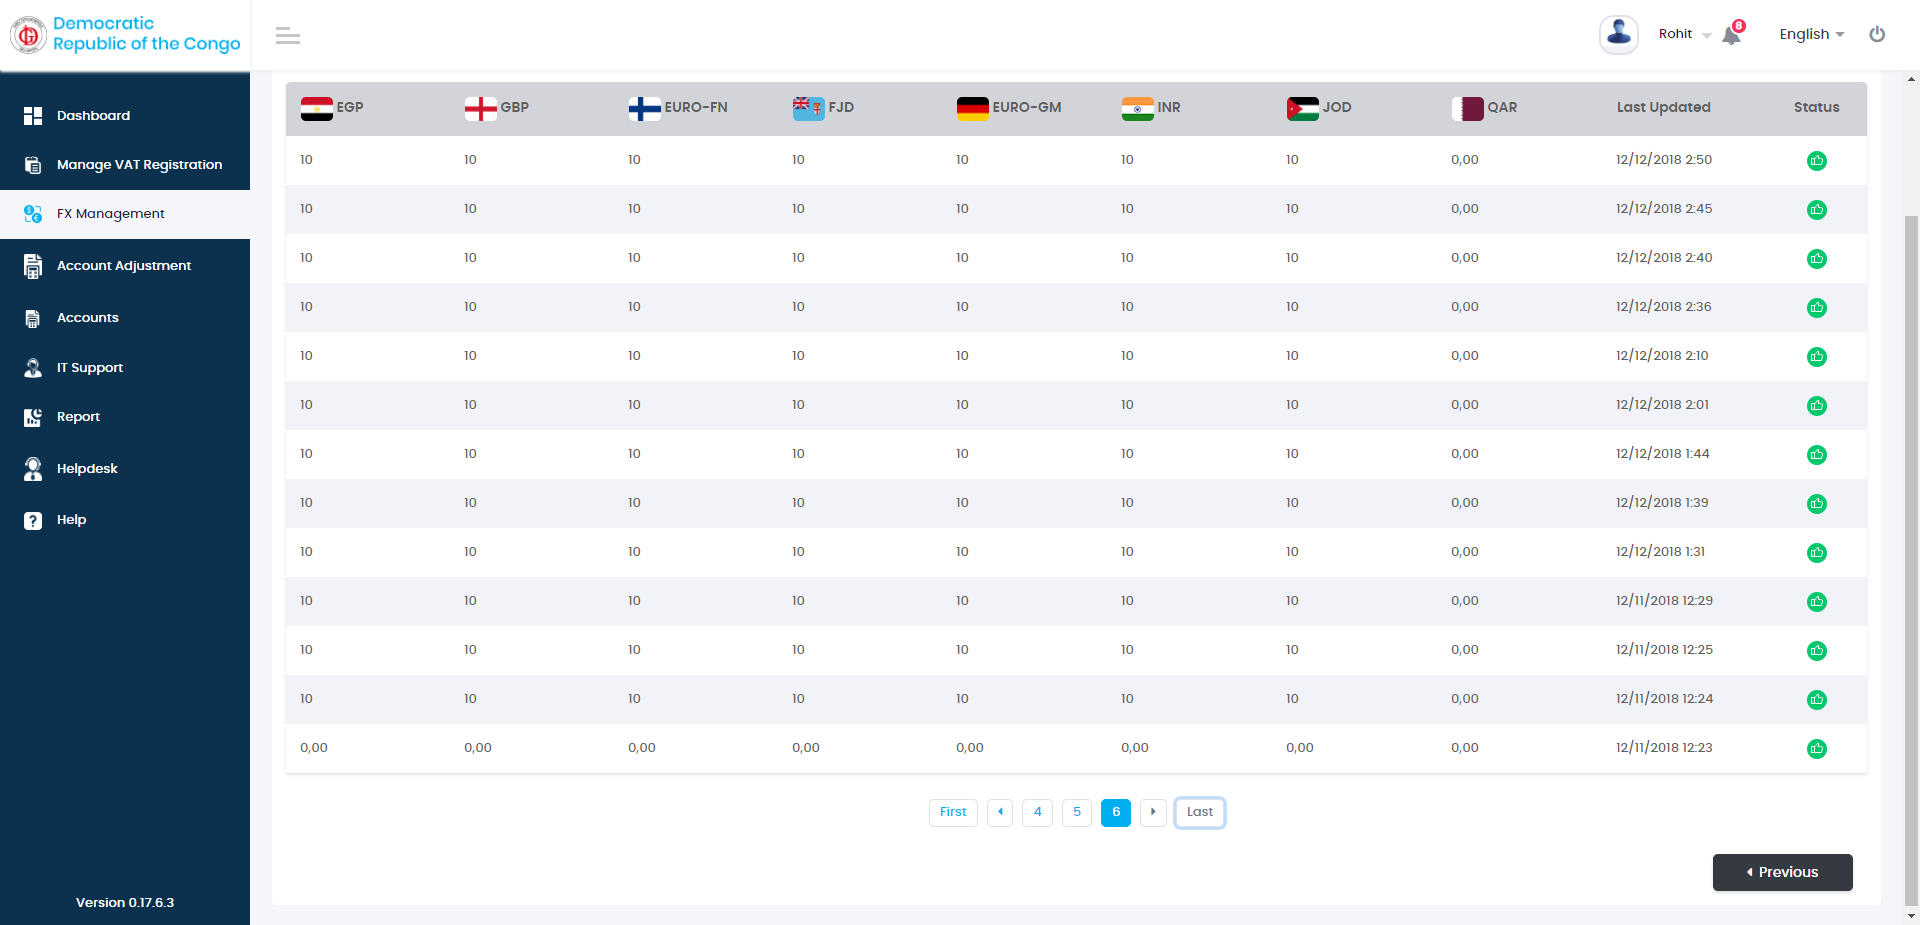 Democratic
Republic of the Congo
Rohit
8
English
Dashboard
Manage VAT Registration
FX Management
Account Adjustment
Accounts
IT Support
Report
Helpdesk
Help
Version 0.17.6.3
EGP GBP EURO-FN FJD EURO-GM INR JOD QAR Last Updated Status
10 10 10 10 10 10 10 0,00 12/12/2018 2:50
10 10 10 10 10 10 10 0,00 12/12/2018 2:45
10 10 10 10 10 10 10 0,00 12/12/2018 2:40
10 10 10 10 10 10 10 0,00 12/12/2018 2:36
10 10 10 10 10 10 10 0,00 12/12/2018 2:10
10 10 10 10 10 10 10 0,00 12/12/2018 2:01
10 10 10 10 10 10 10 0,00 12/12/2018 1:44
10 10 10 10 10 10 10 0,00 12/12/2018 1:39
10 10 10 10 10 10 10 0,00 12/12/2018 1:31
10 10 10 10 10 10 10 0,00 12/11/2018 12:29
10 10 10 10 10 10 10 0,00 12/11/2018 12:25
10 10 10 10 10 10 10 0,00 12/11/2018 12:24
0,00 0,00 0,00 0,00 0,00 0,00 0,00 0,00 12/11/2018 12:23
First 4 5 6 Last
Previous